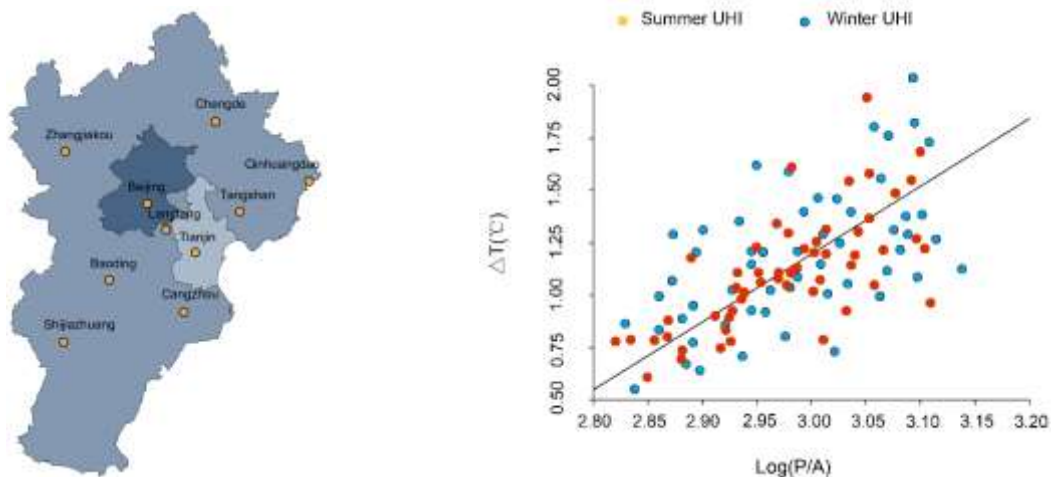 Chengde
Zhangjiakou
Qinhuangdao
Beijing
Tangshan
Langfang
Tianjin
Baoding
Cangzhou
Shijiazhuang
Summer UHI
Winter UHI
2.00
1.75
1.50
1.25
1.00
0.75
0.50
△T(℃)
2.80 2.85 2.90 2.95 3.00 3.05 3.10 3.15 3.20
Log(P/A)